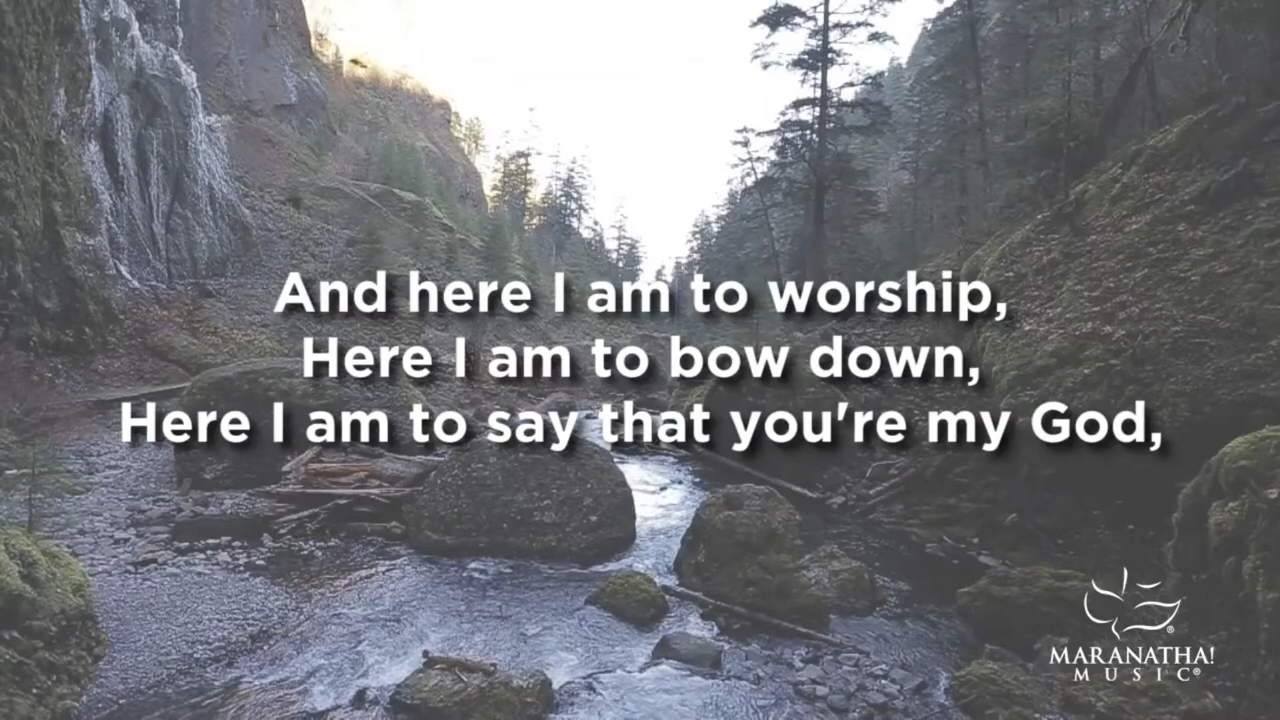 And here I am to worship,
Here I am to bow down,
Here I am to say that you're my God,
MARANATHA!
MUSIC®